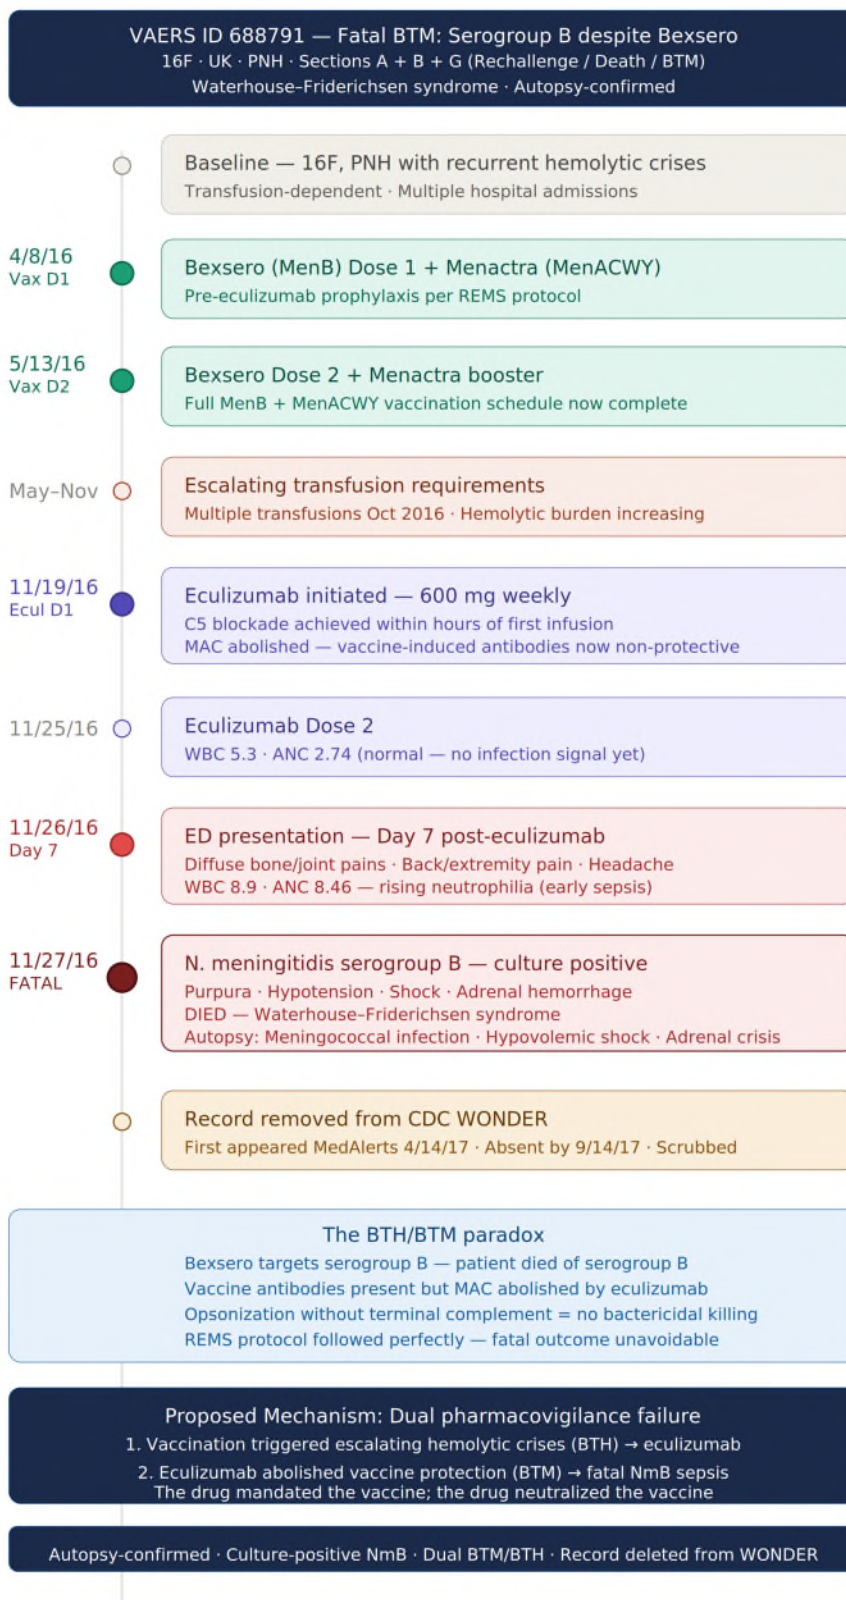 VAERS ID 688791 — Fatal BTM: Serogroup B despite Bexsero
16F · UK · PNH · Sections A + B + G (Rechallenge / Death / BTM)
Waterhouse–Friderichsen syndrome · Autopsy-confirmed
Baseline — 16F, PNH with recurrent hemolytic crises
Transfusion-dependent · Multiple hospital admissions
4/8/16
Vax D1
Bexsero (MenB) Dose 1 + Menactra (MenACWY)
Pre-eculizumab prophylaxis per REMS protocol
5/13/16
Vax D2
Bexsero Dose 2 + Menactra booster
Full MenB + MenACWY vaccination schedule now complete
May–Nov
Escalating transfusion requirements
Multiple transfusions Oct 2016 · Hemolytic burden increasing
11/19/16
Ecul D1
Eculizumab initiated — 600 mg weekly
C5 blockade achieved within hours of first infusion
MAC abolished — vaccine-induced antibodies now non-protective
11/25/16
Eculizumab Dose 2
WBC 5.3 · ANC 2.74 (normal — no infection signal yet)
11/26/16
Day 7
ED presentation — Day 7 post-eculizumab
Diffuse bone/joint pains · Back/extremity pain · Headache
WBC 8.9 · ANC 8.46 — rising neutrophilia (early sepsis)
11/27/16
FATAL
N. meningitidis serogroup B — culture positive
Purpura · Hypotension · Shock · Adrenal hemorrhage
DIED — Waterhouse–Friderichsen syndrome
Autopsy: Meningococcal infection · Hypovolemic shock · Adrenal crisis
Record removed from CDC WONDER
First appeared MedAlerts 4/14/17 · Absent by 9/14/17 · Scrubbed
The BTH/BTM paradox
Bexsero targets serogroup B — patient died of serogroup B
Vaccine antibodies present but MAC abolished by eculizumab
Opsonization without terminal complement = no bactericidal killing
REMS protocol followed perfectly — fatal outcome unavoidable
Proposed Mechanism: Dual pharmacovigilance failure
1. Vaccination triggered escalating hemolytic crises (BTH) → eculizumab
2. Eculizumab abolished vaccine protection (BTM) → fatal NmB sepsis
The drug mandated the vaccine; the drug neutralized the vaccine
Autopsy-confirmed · Culture-positive NmB · Dual BTM/BTH · Record deleted from WONDER